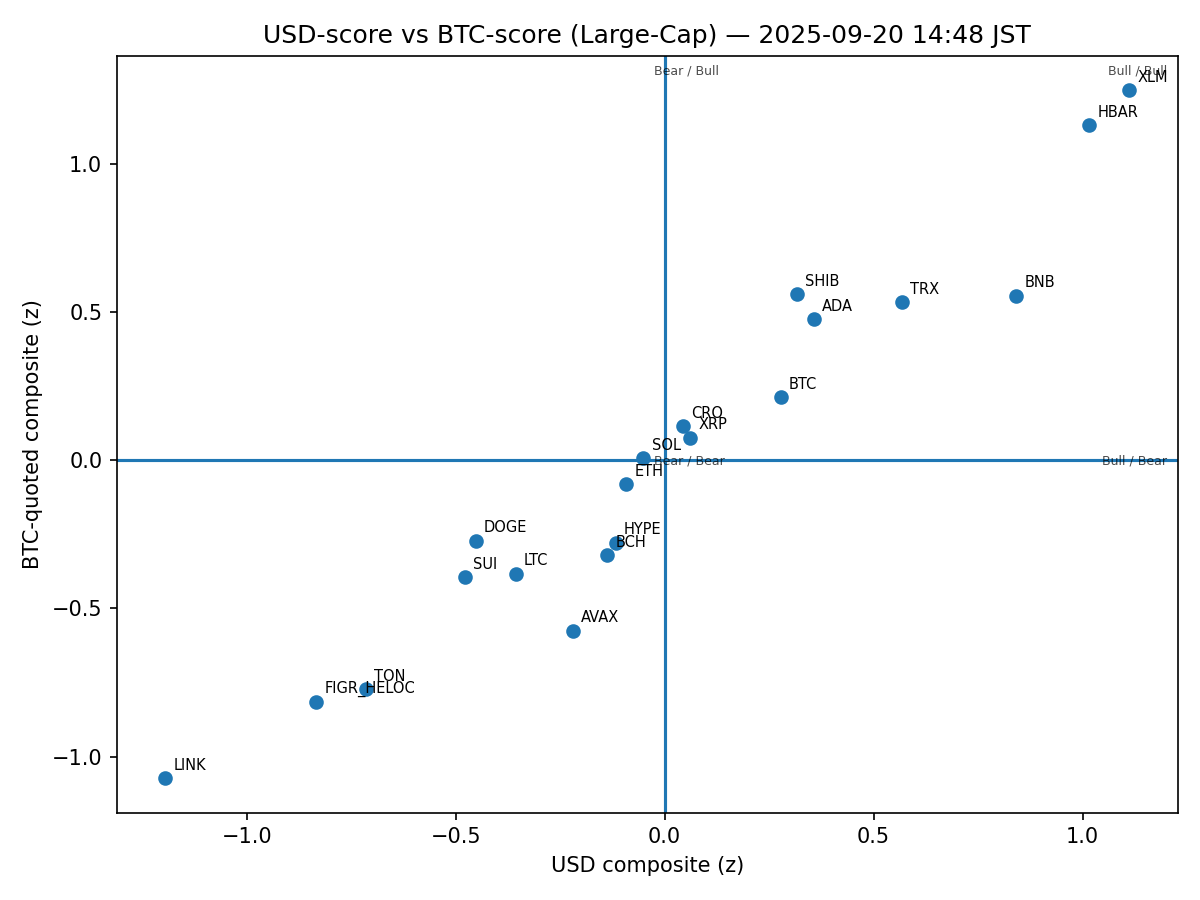 USD-score vs BTC-score (Large-Cap) — 2025-09-20 14:48 JST
Bear / Bull
Bull / Bull
XLM
HBAR
1.0
SHIB
BNB
TRX
ADA
0.5
BTC
CRO
XRP
SOL
0.0
Bear / Bear
Bull / Bear
ETH
DOGE
HYPE
BCH
LTC
SUI
−0.5
AVAX
TON
FIGR_HELOC
−1.0
LINK
BTC-quoted composite (z)
−1.0
−0.5
0.0
0.5
1.0
USD composite (z)